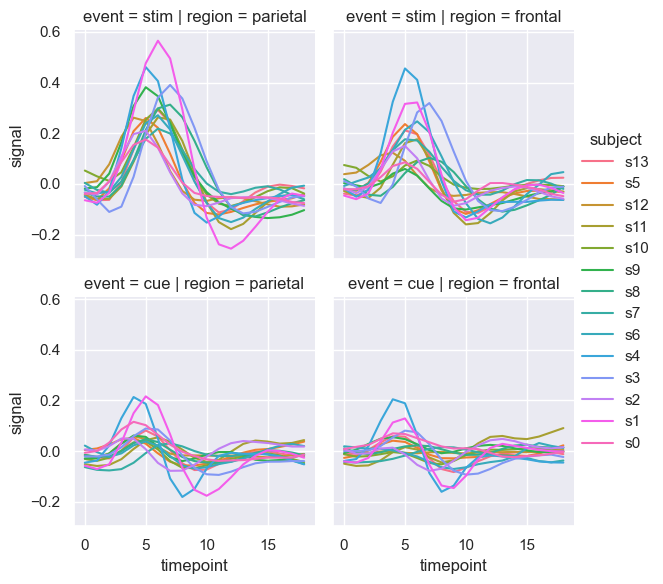 event = stim | region = parietal
event = stim | region = frontal
0.6
0.4
0.2
0.0
−0.2
signal
event = cue | region = parietal
event = cue | region = frontal
0.6
0.4
0.2
0.0
−0.2
signal
0
5
10
15
timepoint
0
5
10
15
timepoint
subject
s13
s5
s12
s11
s10
s9
s8
s7
s6
s4
s3
s2
s1
s0